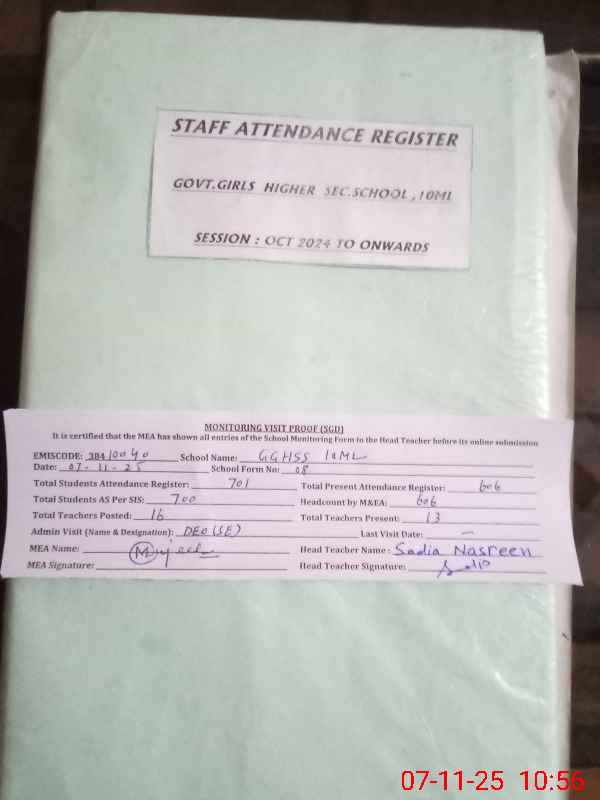 STAFF ATTENDANCE REGISTER
GOVT.GIRLS HIGHER SEC.SCHOOL ,10ML
SESSION : OCT 2024 TO ONWARDS
MONITORING VISIT PROOF (SGD)
It is certified that the MEA has shown all entries of the School Monitoring Form to the Head Teacher before its online submission
EMISCODE: 38410040 School Name: GGHSS 10ML
Date: 07-11-25 School Form No: 08
Total Students Attendance Register: 701 Total Present Attendance Register: 606
Total Students AS Per SIS: 700 Headcount by M&EA: 606
Total Teachers Posted: 16 Total Teachers Present: 13
Admin Visit (Name & Designation): DEO (SE) Last Visit Date: —
MEA Name: Head Teacher Name: Sadia Nasreen
MEA Signature: Head Teacher Signature:
07-11-25 10:56